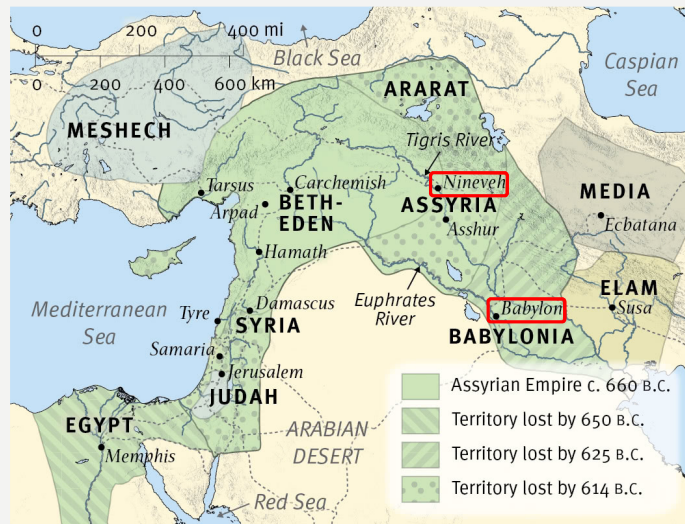 0 200 400 mi
0 200 400 600 km
Black Sea
Caspian
Sea
ARARAT
MESHECH
Tigris River
Tarsus
Carchemish
Nineveh
MEDIA
Arpad
BETH-
EDEN
ASSYRIA
Ecbatana
Asshur
Hamath
ELAM
Mediterranean
Sea
Tyre
Damascus
Euphrates
River
Babylon
Susa
SYRIA
BABYLONIA
Samaria
Jerusalem
JUDAH
EGYPT
Memphis
ARABIAN
DESERT
Red Sea
Assyrian Empire c. 660 B.C.
Territory lost by 650 B.C.
Territory lost by 625 B.C.
Territory lost by 614 B.C.